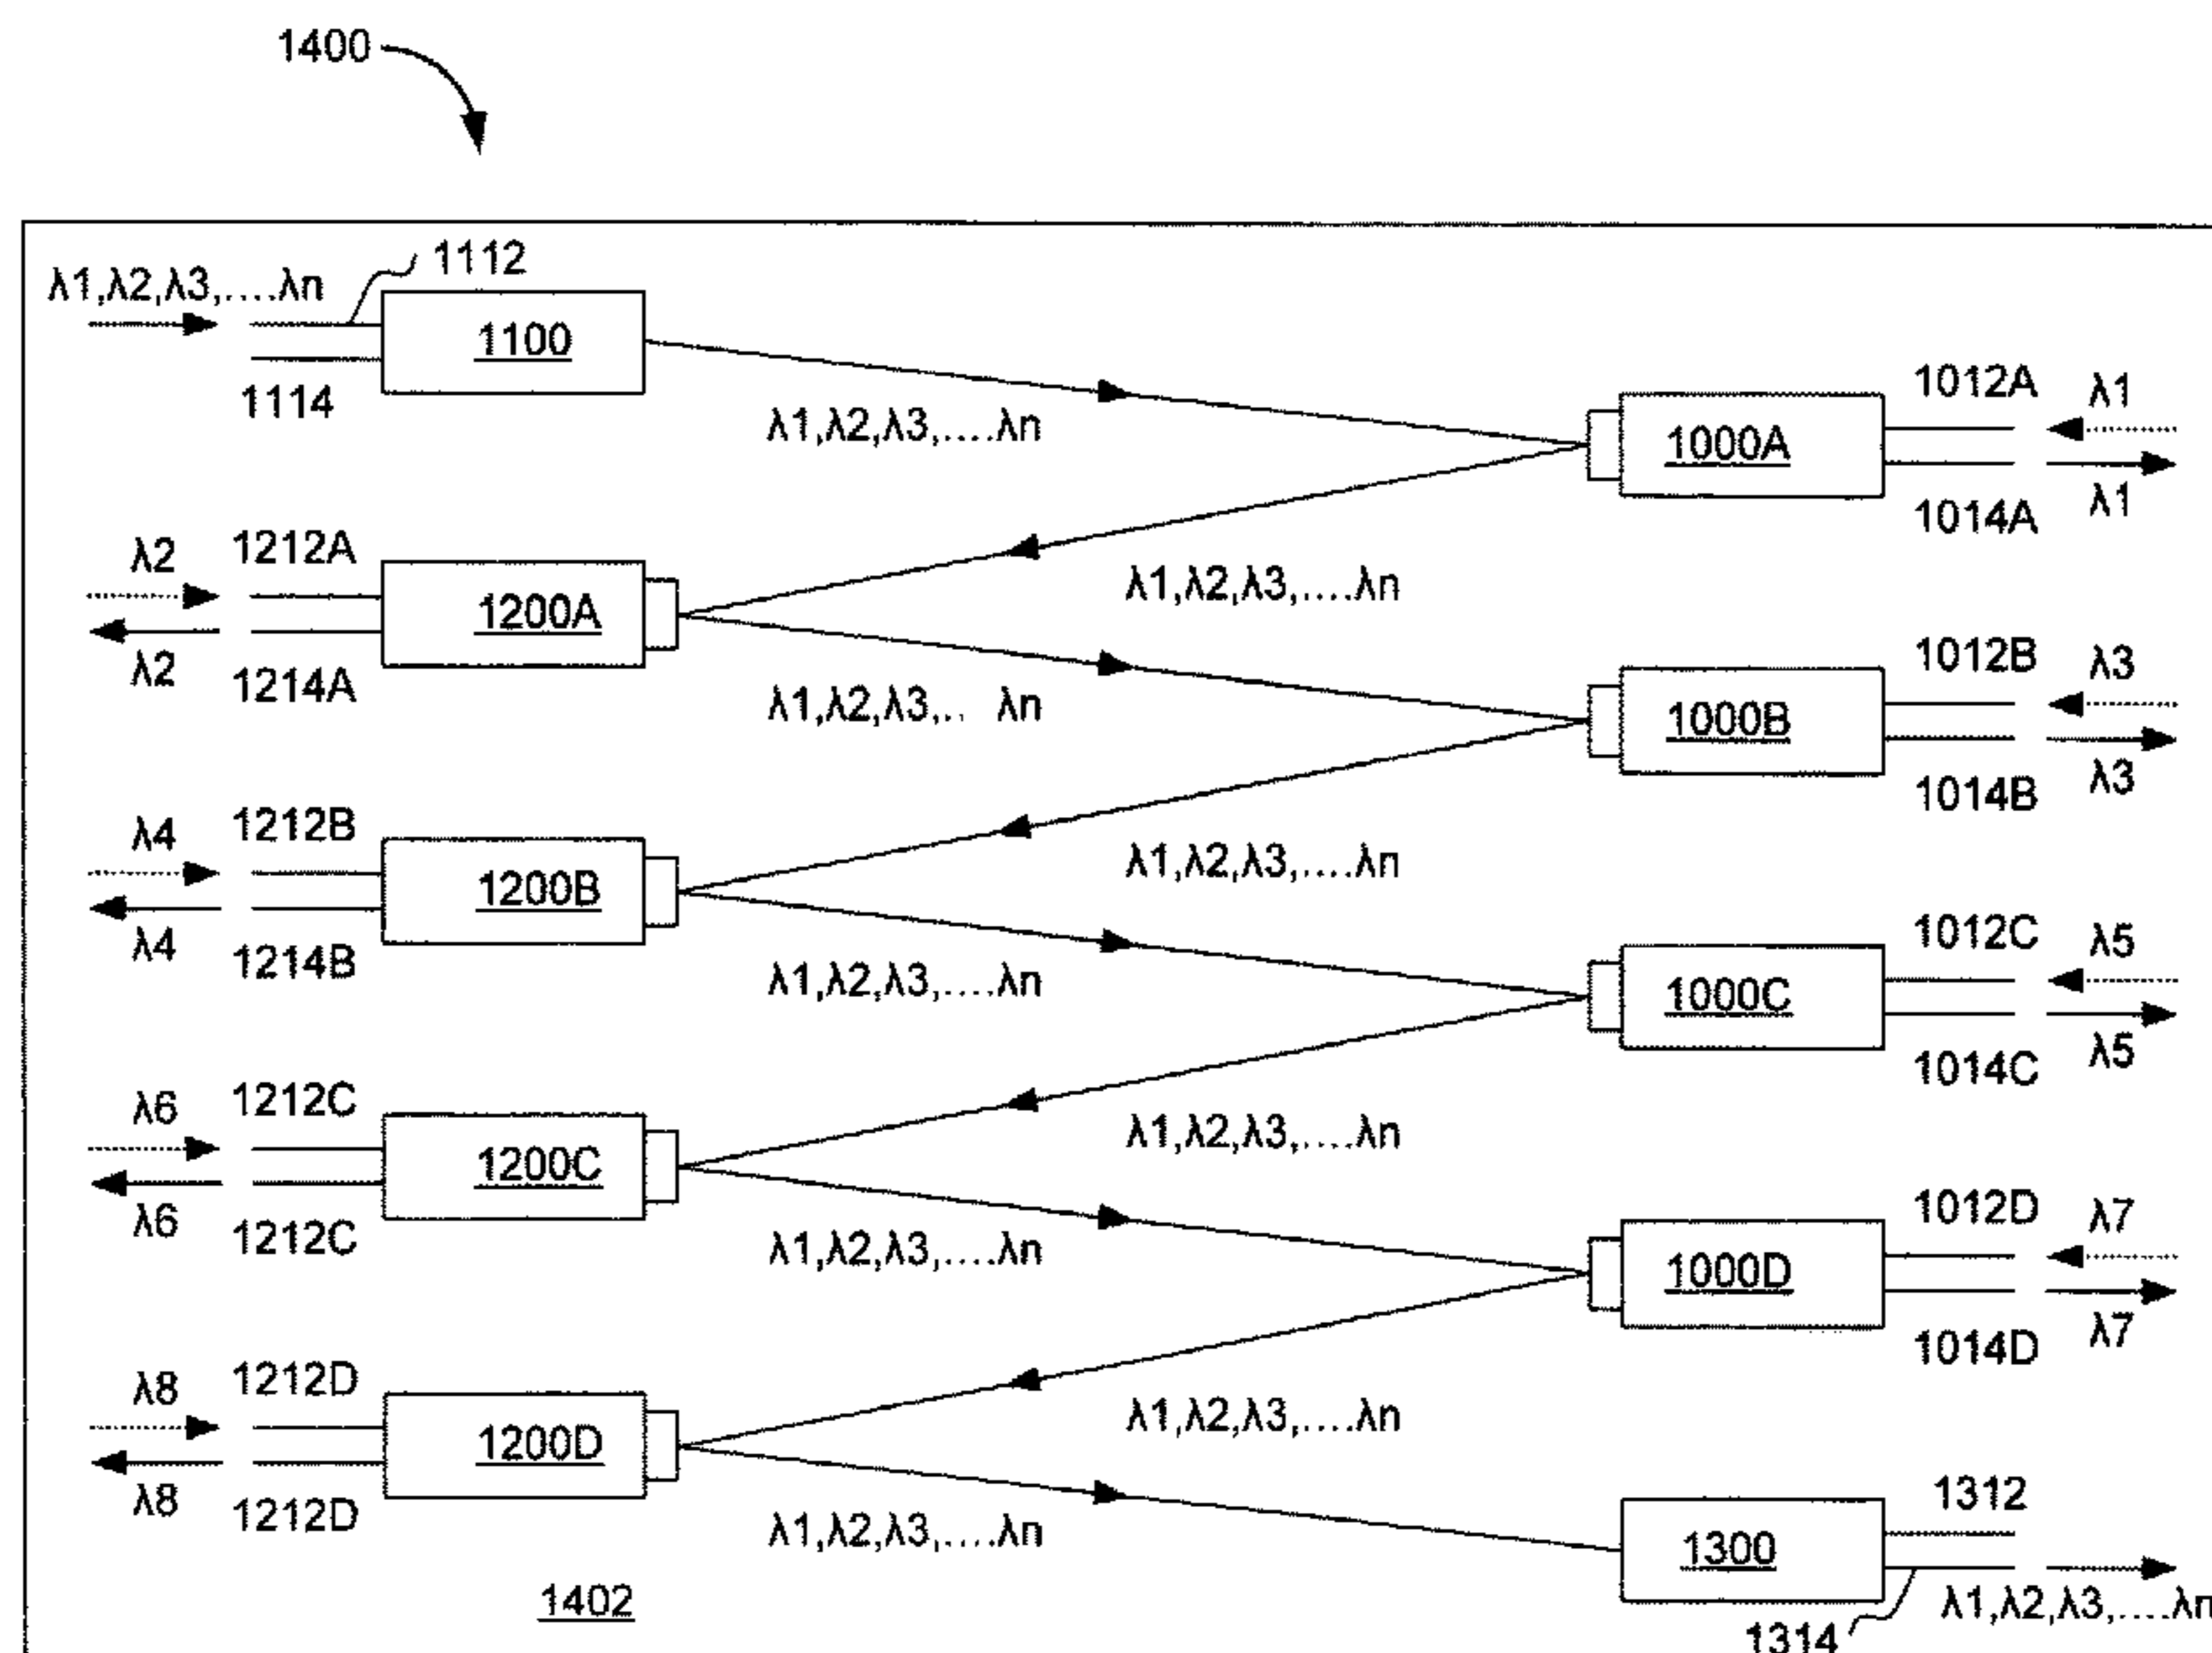 1400
λ1,λ2,λ3,....λn
1112
1100
1114
λ1,λ2,λ3,....λn
1012A
λ1
1000A
1014A
λ1
λ2
1212A
1200A
λ2
1214A
λ1,λ2,λ3,....λn
λ1,λ2,λ3,.. λn
1012B
λ3
1000B
1014B
λ3
λ4
1212B
1200B
λ4
1214B
λ1,λ2,λ3,....λn
λ1,λ2,λ3,....λn
1012C
λ5
1000C
1014C
λ5
λ6
1212C
1200C
λ6
1212C
λ1,λ2,λ3,....λn
λ1,λ2,λ3,....λn
1012D
λ7
1000D
1014D
λ7
λ8
1212D
1200D
λ8
1212D
λ1,λ2,λ3,....λn
λ1,λ2,λ3,....λn
1312
1300
1402
λ1,λ2,λ3,....λn
1314